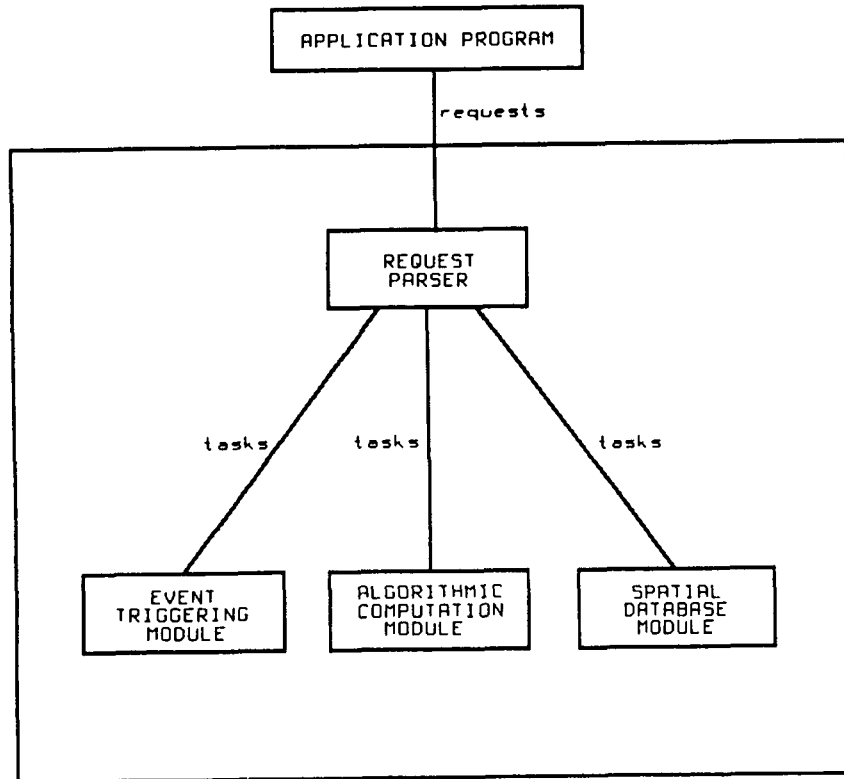 APPLICATION PROGRAM
requests
REQUEST
PARSER
tasks
tasks
tasks
EVENT
TRIGGERING
MODULE
ALGORITHMIC
COMPUTATION
MODULE
SPATIAL
DATABASE
MODULE